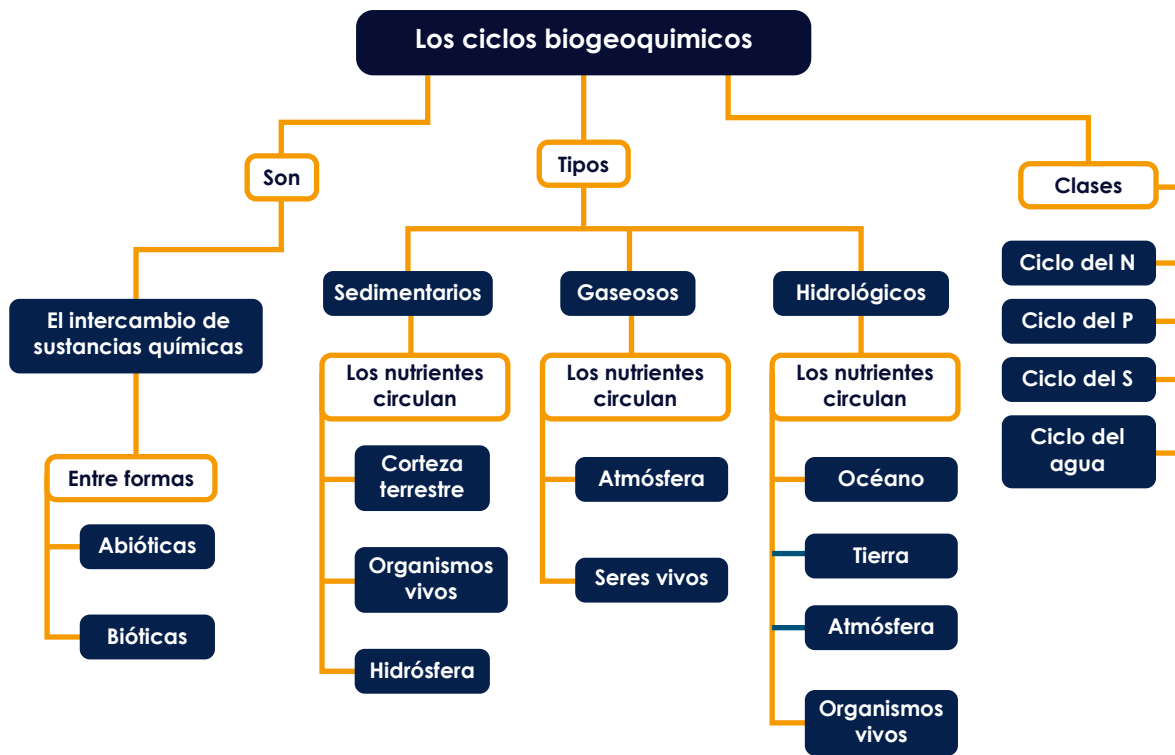 Los ciclos biogeoquimicos
Son
Tipos
Clases
El intercambio de
sustancias químicas
Entre formas
Abióticas
Bióticas
Sedimentarios
Los nutrientes
circulan
Corteza
terrestre
Organismos
vivos
Hidrósfera
Gaseosos
Los nutrientes
circulan
Atmósfera
Seres vivos
Hidrológicos
Los nutrientes
circulan
Océano
Tierra
Atmósfera
Organismos
vivos
Ciclo del N
Ciclo del P
Ciclo del S
Ciclo del
agua